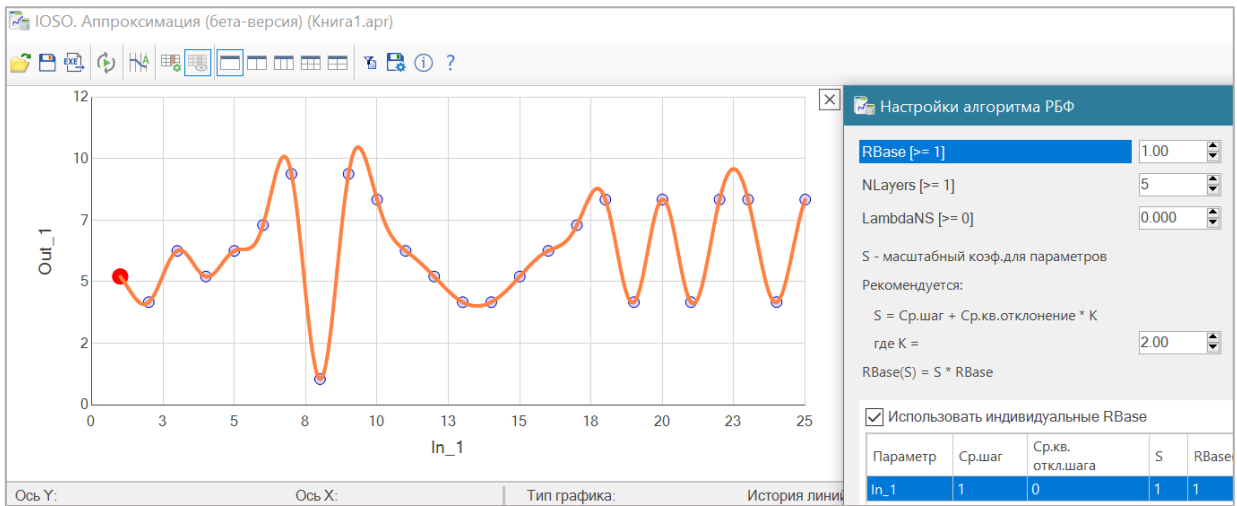 IOSO. Аппроксимация (бета-версия) (Книга1.apr)
EXE
A
?
12
10
7
5
2
0
Out_1
0 3 5 8 10 13 15 18 20 23 25
In_1
Ось Y: Ось X: Тип графика: История линий
Настройки алгоритма РБФ
RBase [>= 1] 1.00
NLayers [>= 1] 5
LambdaNS [>= 0] 0.000
S - масштабный коэф.для параметров
Рекомендуется:
S = Ср.шаг + Ср.кв.отклонение * K
где K = 2.00
RBase(S) = S * RBase
Использовать индивидуальные RBase
Параметр Ср.шаг Ср.кв. откл.шага S RBase(
In_1 1 0 1 1